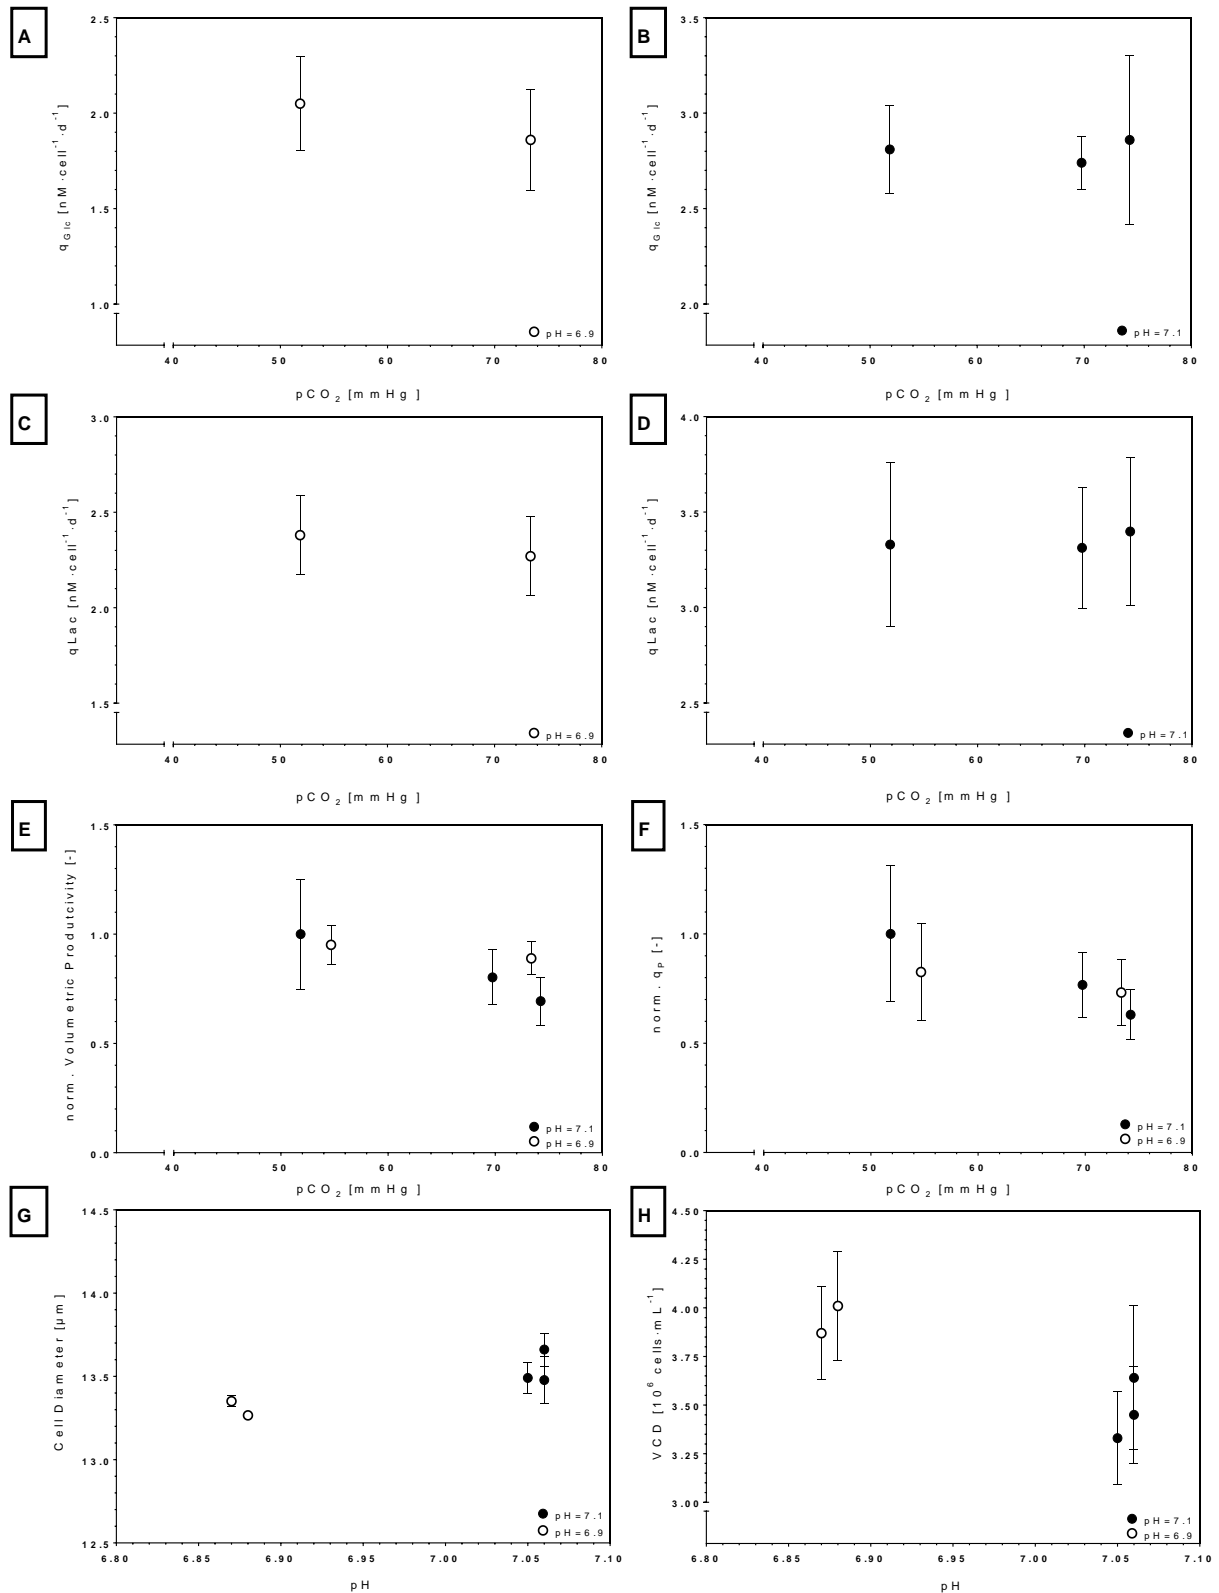 A
2.5
2.0
1.5
1.0
q Glc [nM·cell⁻¹·d⁻¹]
pH=6.9
40 50 60 70 80
pCO₂ [mmHg]
B
3.5
3.0
2.5
2.0
q Glc [nM·cell⁻¹·d⁻¹]
pH=7.1
40 50 60 70 80
pCO₂ [mmHg]
C
3.0
2.5
2.0
1.5
qLac [nM·cell⁻¹·d⁻¹]
pH=6.9
40 50 60 70 80
pCO₂ [mmHg]
D
4.0
3.5
3.0
2.5
qLac [nM·cell⁻¹·d⁻¹]
pH=7.1
40 50 60 70 80
pCO₂ [mmHg]
E
1.5
1.0
0.5
0.0
norm. Volumetric Produtcivity [-]
pH=7.1
pH=6.9
40 50 60 70 80
pCO₂ [mmHg]
F
1.5
1.0
0.5
0.0
norm. qP [-]
pH=7.1
pH=6.9
40 50 60 70 80
pCO₂ [mmHg]
G
14.5
14.0
13.5
13.0
12.5
Cell Diameter [µm]
pH=7.1
pH=6.9
6.80 6.85 6.90 6.95 7.00 7.05 7.10
pH
H
4.50
4.25
4.00
3.75
3.50
3.25
3.00
VCD [10⁶ cells·mL⁻¹]
pH=7.1
pH=6.9
6.80 6.85 6.90 6.95 7.00 7.05 7.10
pH